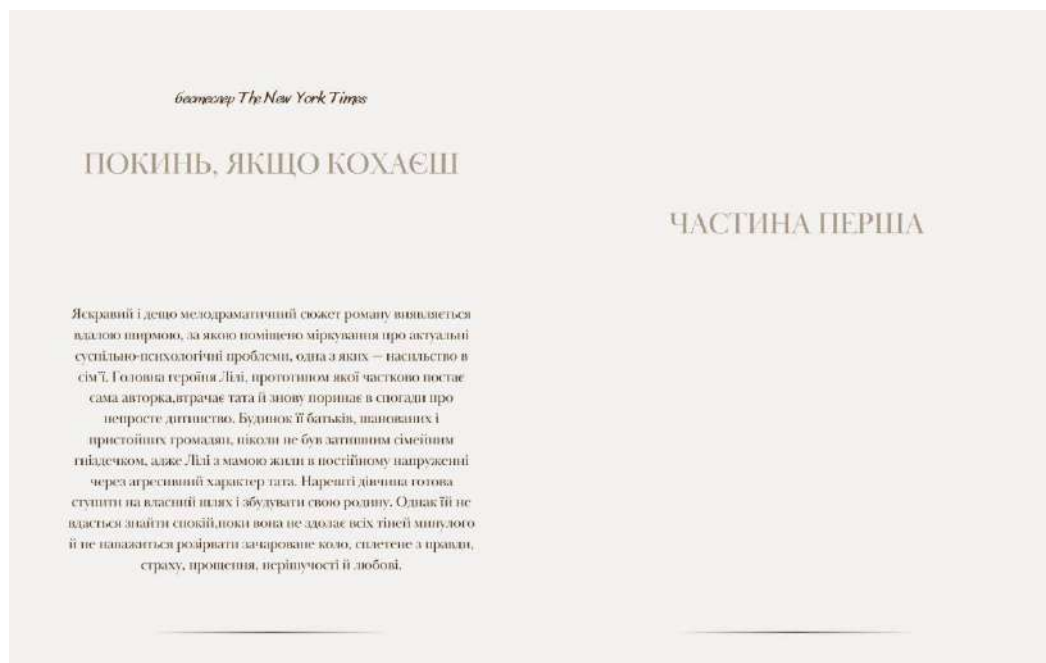 бестселер The New York Times
ПОКИНЬ, ЯКЩО КОХАЄШ
Яскравий і дещо мелодраматичний сюжет роману виявляється
вдалою ширмою, за якою поміщено міркування про актуальні
суспільно-психологічні проблеми, одна з яких — насильство в
сім'ї. Головна героїня Лілі, прототипом якої частково постає
сама авторка,втрачає тата й знову поринає в спогади про
непросте дитинство. Будинок її батьків, шанованих і
пристойних громадян, ніколи не був затишним сімейним
гніздечком, адже Лілі з мамою жили в постійному напруженні
через агресивний характер тата. Нарешті дівчина готова
ступити на власний шлях і збудувати свою родину. Однак їй не
вдасться знайти спокій,поки вона не здолає всіх тіней минулого
й не наважиться розірвати зачароване коло, сплетене з правди,
страху, прощення, нерішучості й любові.
ЧАСТИНА ПЕРША